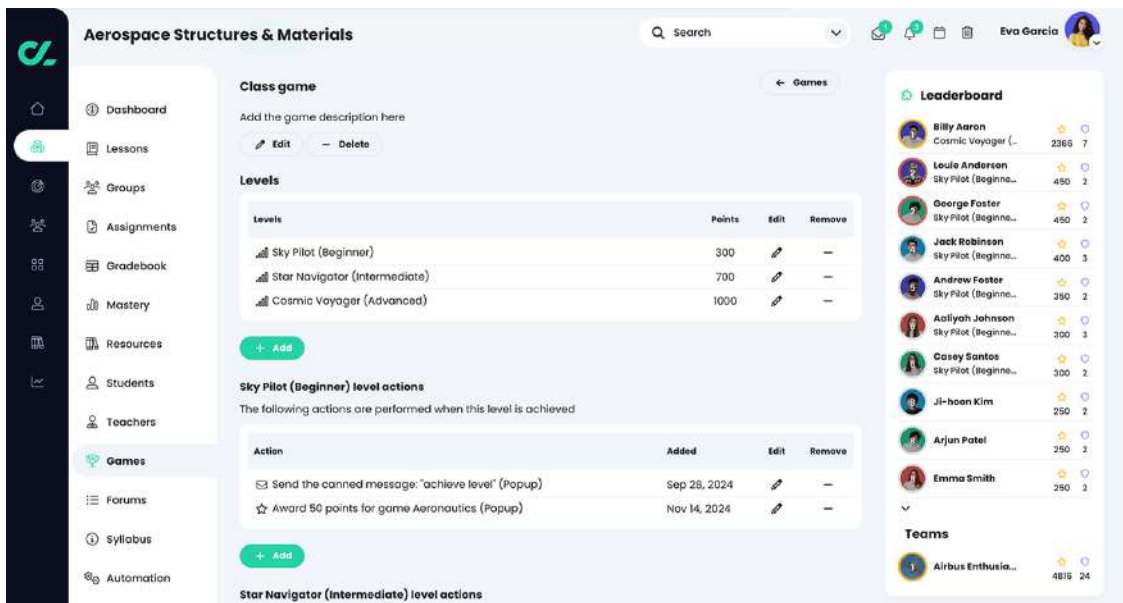 Aerospace Structures & Materials
Search
1
3
Eva Garcia
Dashboard
Lessons
Groups
Assignments
Gradebook
Mastery
Resources
Students
Teachers
Games
Forums
Syllabus
Automation
Class game
← Games
Add the game description here
Edit
Delete
Levels
Levels Points Edit Remove
Sky Pilot (Beginner) 300
Star Navigator (Intermediate) 700
Cosmic Voyager (Advanced) 1000
+ Add
Sky Pilot (Beginner) level actions
The following actions are performed when this level is achieved
Action Added Edit Remove
Send the canned message: "achieve level" (Popup) Sep 28, 2024
Award 50 points for game Aeronautics (Popup) Nov 14, 2024
+ Add
Star Navigator (Intermediate) level actions
Leaderboard
Billy Aaron
Cosmic Voyager (... 2366 7
Louie Anderson
Sky Pilot (Beginne... 450 2
George Foster
Sky Pilot (Beginne... 450 2
Jack Robinson
Sky Pilot (Beginne... 400 3
Andrew Foster
Sky Pilot (Beginne... 350 2
Aaliyah Johnson
Sky Pilot (Beginne... 300 3
Casey Santos
Sky Pilot (Beginne... 300 2
Ji-hoon Kim 250 2
Arjun Patel 250 2
Emma Smith 250 2
Teams
Airbus Enthusia... 4816 24